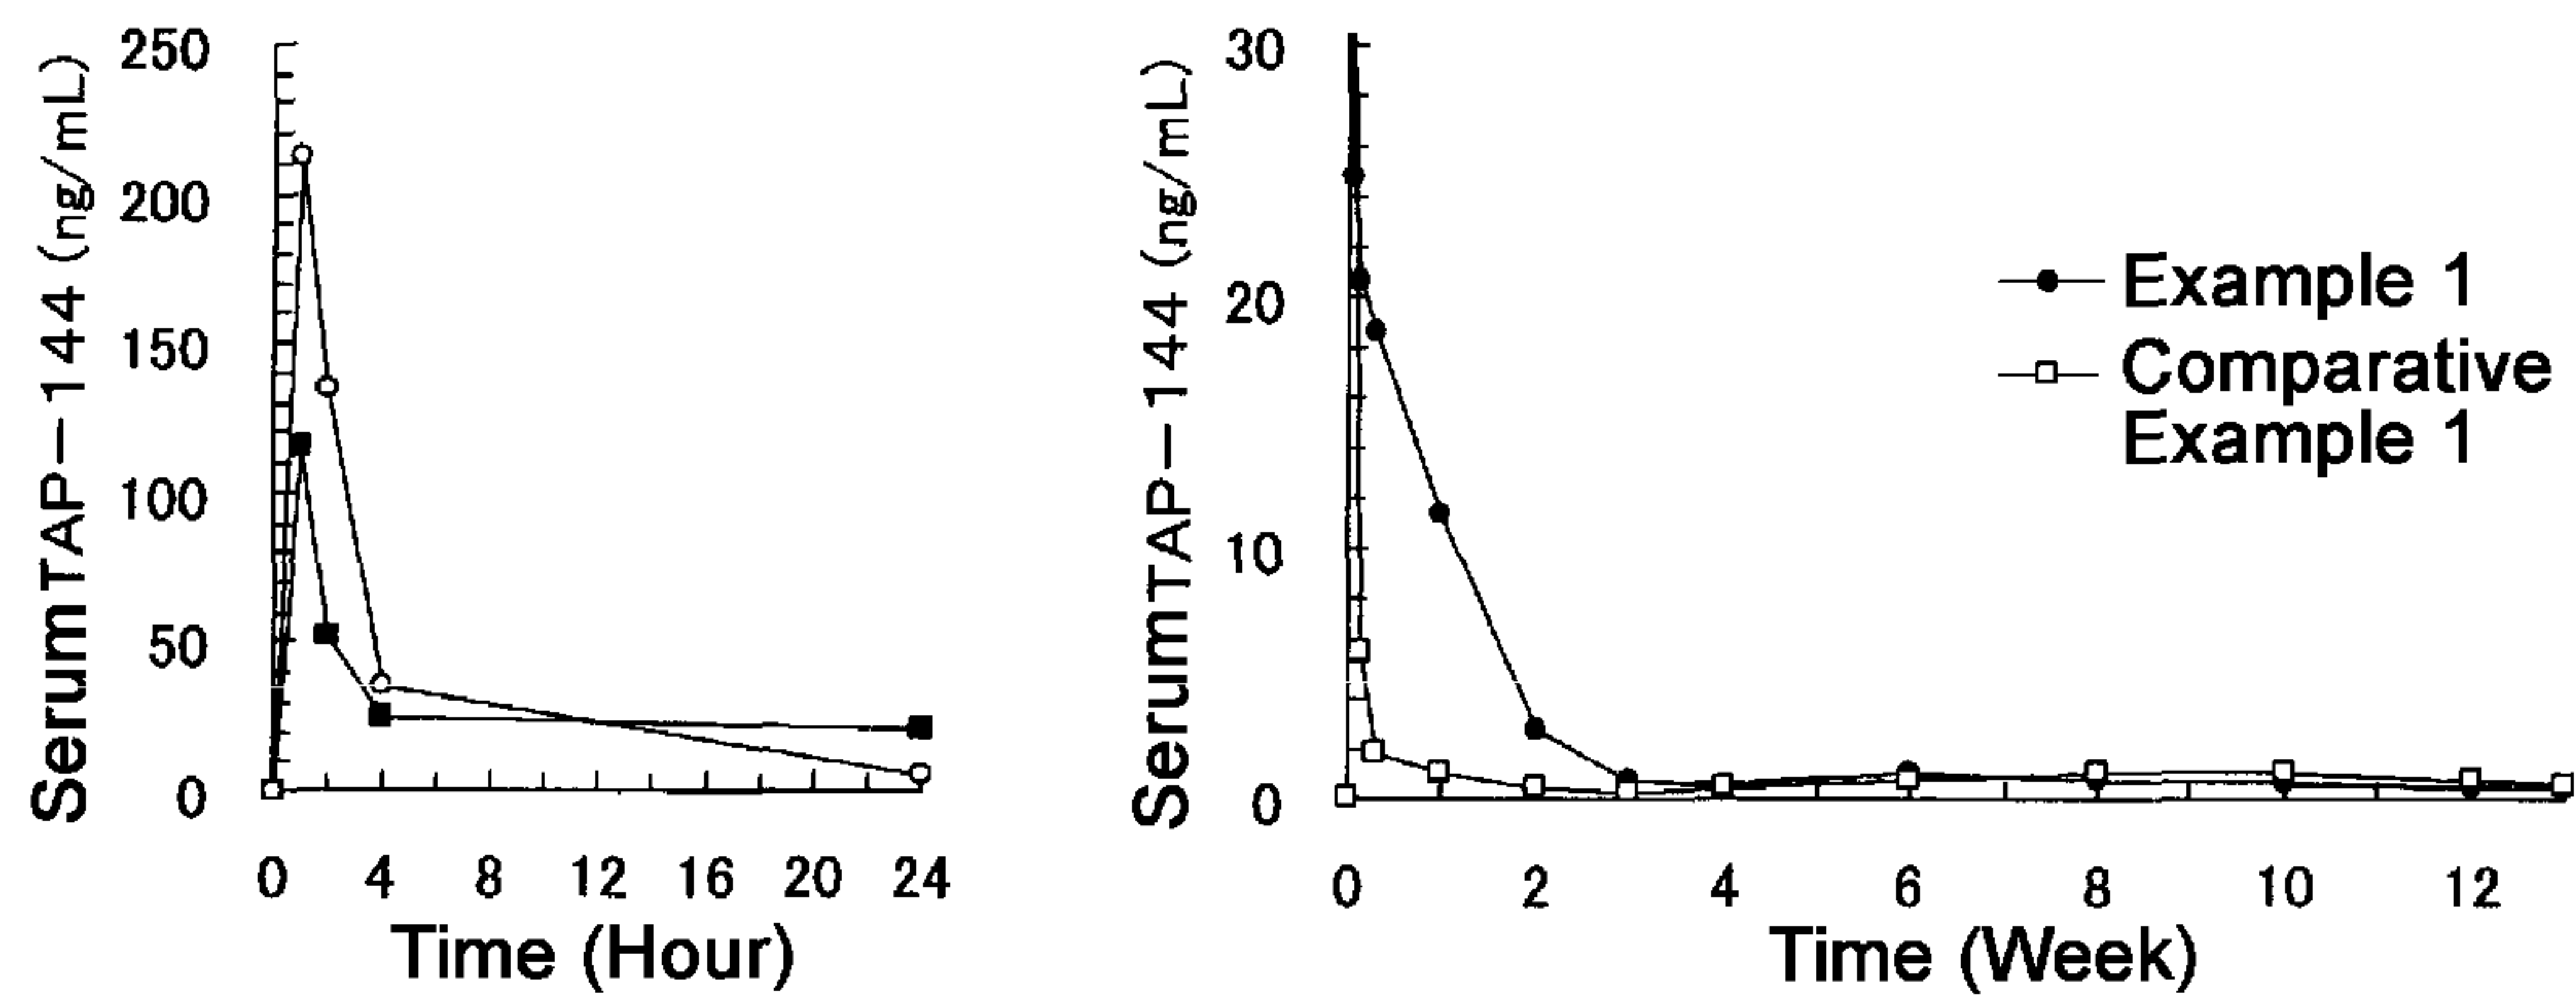 SerumTAP-144 (ng/mL)
250
200
150
100
50
0
0 4 8 12 16 20 24
Time (Hour)
SerumTAP-144 (ng/mL)
30
20
10
0
0 2 4 6 8 10 12
Time (Week)
Example 1
Comparative
Example 1